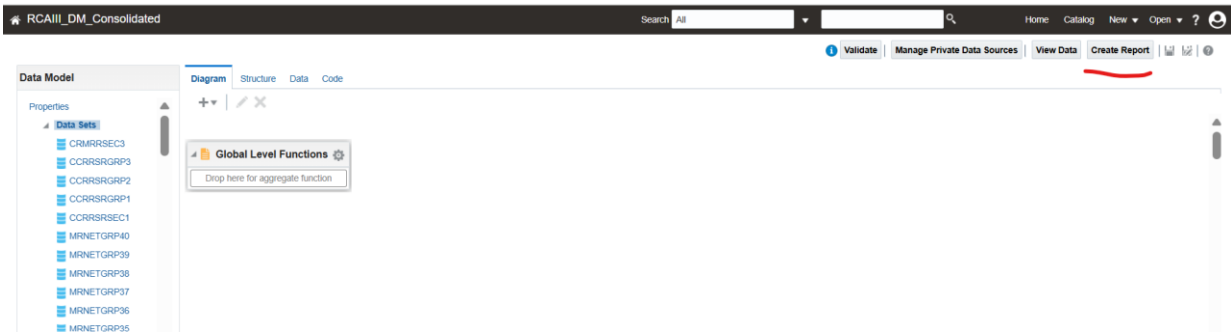 RCAIII_DM_Consolidated Search All Home Catalog New Open ?
Validate Manage Private Data Sources View Data Create Report
Data Model Diagram Structure Data Code
Properties
Data Sets
CRMRRSEC3
Global Level Functions
CCRRSRGRP3
Drop here for aggregate function
CCRRSRGRP2
CCRRSRGRP1
CCRRSRSEC1
MRNETGRP40
MRNETGRP39
MRNETGRP38
MRNETGRP37
MRNETGRP36
MRNETGRP35